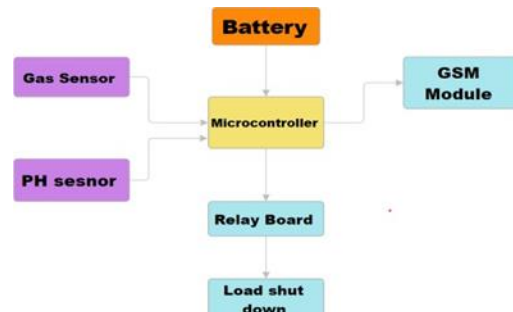 Battery
Gas Sensor
GSM
Module
Microcontroller
PH sesnor
Relay Board
Load shut
down